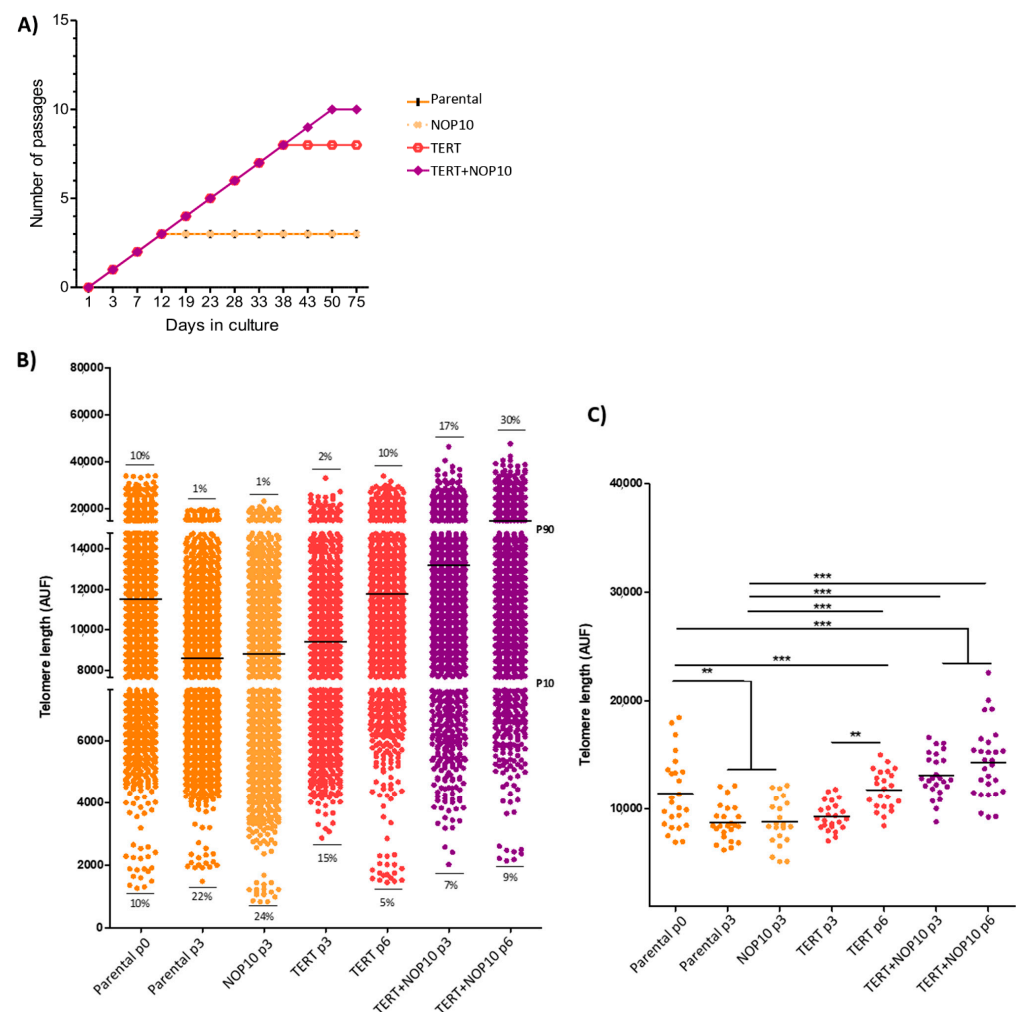 A)
15
10
5
0
Number of passages
1 3 7 12 19 23 28 33 38 43 50 75
Days in culture
Parental
NOP10
TERT
TERT+NOP10
B)
80000
60000
40000
20000
14000
12000
10000
8000
6000
4000
2000
0
Telomere length (AUF)
10%
1%
1%
2%
10%
17%
30%
P90
P10
10%
22%
24%
15%
5%
7%
9%
Parental p0
Parental p3
NOP10 p3
TERT p3
TERT p6
TERT+NOP10 p3
TERT+NOP10 p6
C)
40000
30000
20000
10000
Telomere length (AUF)
***
***
***
***
***
**
**
Parental p0
Parental p3
NOP10 p3
TERT p3
TERT p6
TERT+NOP10 p3
TERT+NOP10 p6